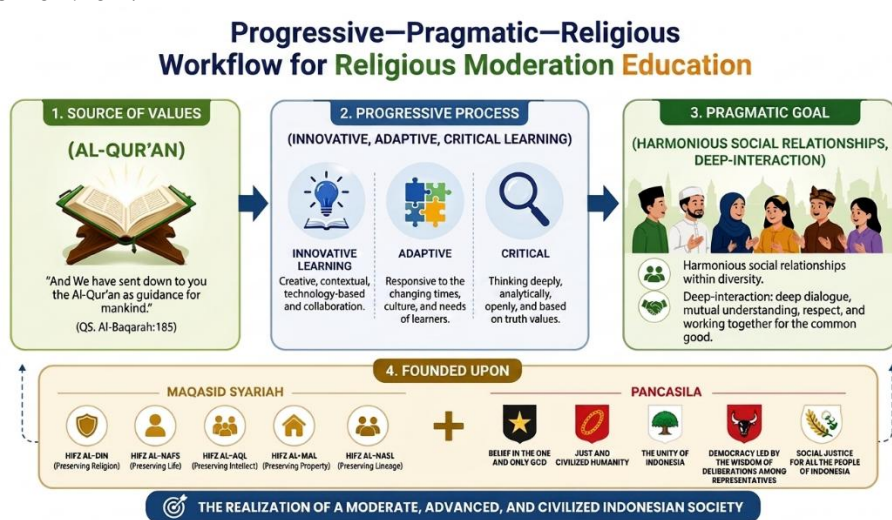 Progressive—Pragmatic—Religious
Workflow for Religious Moderation Education
1. SOURCE OF VALUES
(AL-QUR'AN)
"And We have sent down to you
the Al-Qur'an as guidance for
mankind."
(QS. Al-Baqarah:185)
2. PROGRESSIVE PROCESS
(INNOVATIVE, ADAPTIVE, CRITICAL LEARNING)
INNOVATIVE
LEARNING
Creative, contextual,
technology-based
and collaboration.
ADAPTIVE
Responsive to the
changing times,
culture, and needs
of learners.
CRITICAL
Thinking deeply,
analytically,
openly, and based
on truth values.
3. PRAGMATIC GOAL
(HARMONIOUS SOCIAL RELATIONSHIPS,
DEEP-INTERACTION)
Harmonious social relationships
within diversity.
Deep-interaction: deep dialogue,
mutual understanding, respect, and
working together for the common
good.
4. FOUNDED UPON
MAQASID SYARIAH
HIFZ AL-DIN
(Preserving Religion)
HIFZ AL-NAFS
(Preserving Life)
HIFZ AL-AQL
(Preserving Intellect)
HIFZ AL-MAL
(Preserving Property)
HIFZ AL-NASL
(Preserving Lineage)
PANCASILA
BELIEF IN THE ONE
AND ONLY GCD
JUST AND
CIVILIZED HUMANITY
THE UNITY OF
INDONESIA
DEMOCRACY LED BY
THE WISDOM OF
DELIBERATIONS AMONG
REPRESENTATIVES
SOCIAL JUSTICE
FOR ALL THE PEOPLE
OF INDONESIA
THE REALIZATION OF A MODERATE, ADVANCED, AND CIVILIZED INDONESIAN SOCIETY